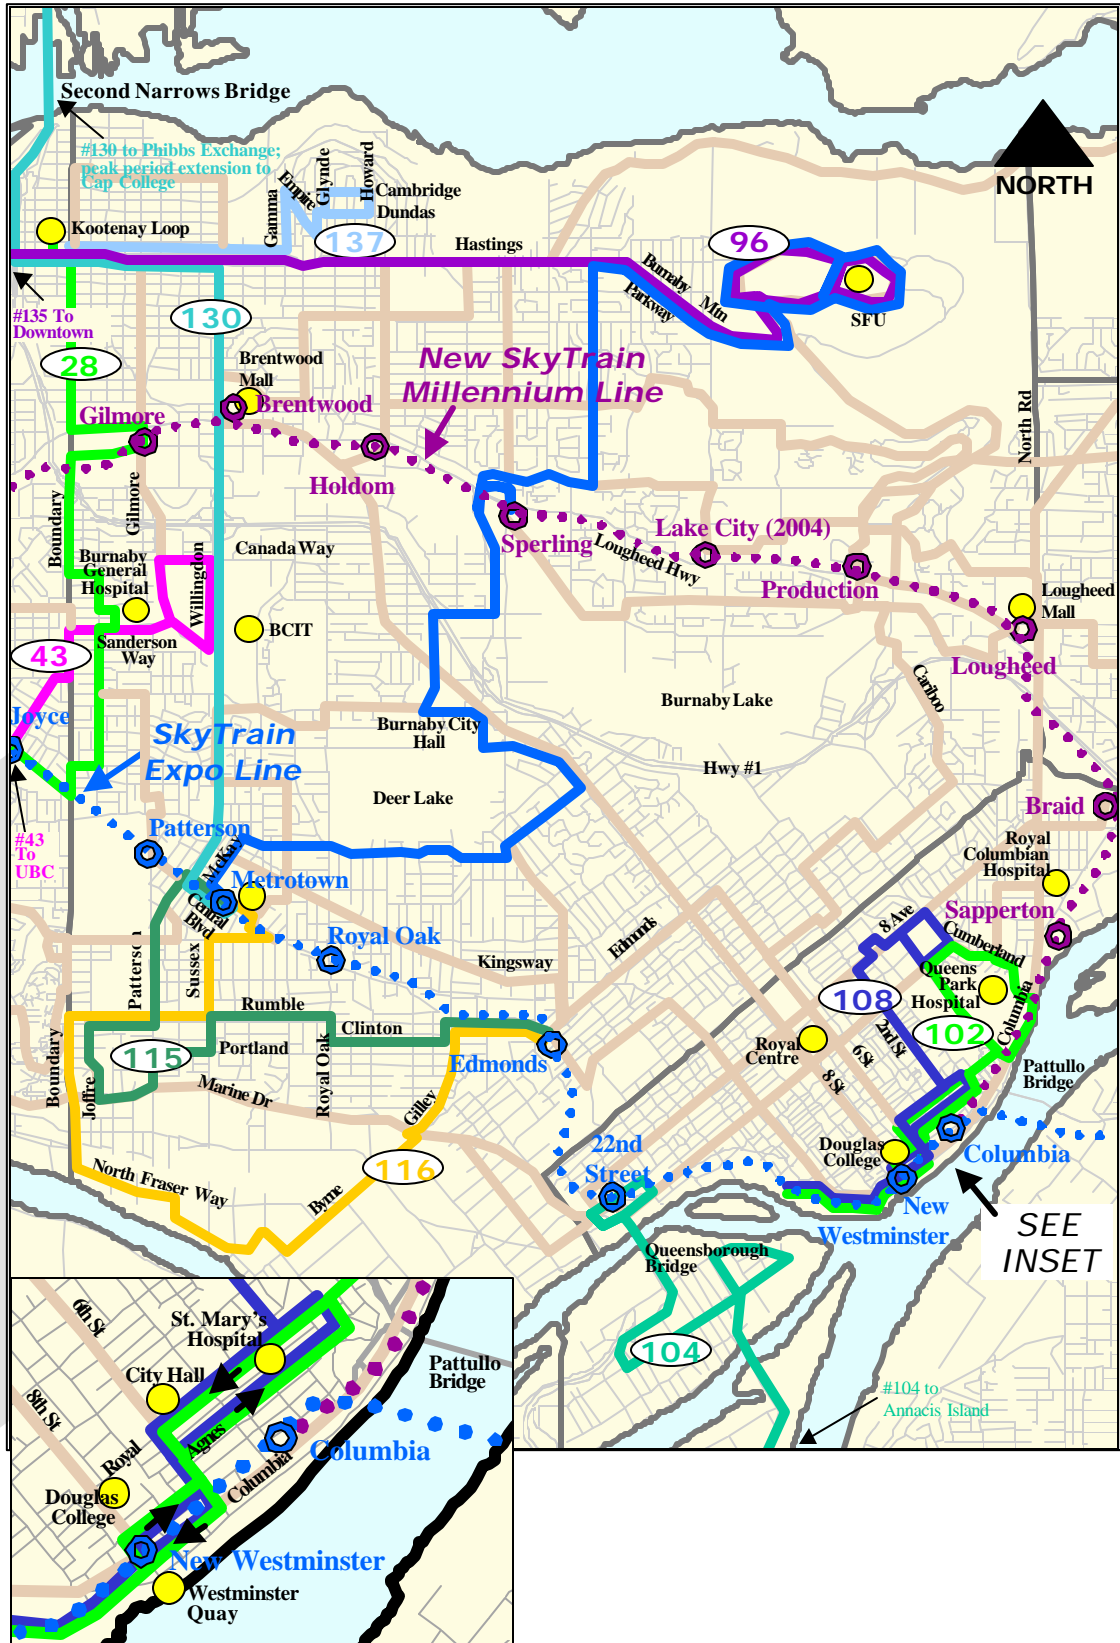 Second Narrows Bridge
#130 to Phibbs Exchange;
peak period extension to
Cap College
NORTH
Gamma
Empire
Glynde
Howard
Cambridge
Dundas
Kootenay Loop
137
Hastings
96
Burnaby Mtn
Parkway
SFU
#135 To
Downtown
130
28
Brentwood
Mall
New SkyTrain
Millennium Line
Gilmore
Brentwood
North Rd
Holdom
Boundary
Gilmore
Sperling
Lake City (2004)
Lougheed Hwy
Canada Way
Burnaby
General
Hospital
Willingdon
Production
Lougheed
Mall
BCIT
Sanderson
Way
43
Lougheed
Cariboo
Burnaby Lake
Joyce
Burnaby City
Hall
SkyTrain
Expo Line
Hwy #1
Deer Lake
Braid
#43
To
UBC
Patterson
McKay
Royal
Columbian
Hospital
Metrotown
Central
Blvd
Sapperton
8 Ave
Cumberland
Edmonds
Royal Oak
Kingsway
Patterson
Sussex
Queens
Park
Hospital
108
Columbia
Rumble
Clinton
102
2nd St
Boundary
Joffre
115
Portland
Royal Oak
Edmonds
Royal
Centre
6 St
8 St
Pattullo
Bridge
Marine Dr
Gilley
22nd
Street
Douglas
College
Columbia
116
North Fraser Way
Byrne
New
Westminster
SEE
INSET
Queensborough
Bridge
104
#104 to
Annacis Island
6th St
St. Mary's
Hospital
City Hall
Pattullo
Bridge
8th St
Agnes
Royal
Columbia
Columbia
Douglas
College
New Westminster
Westminster
Quay